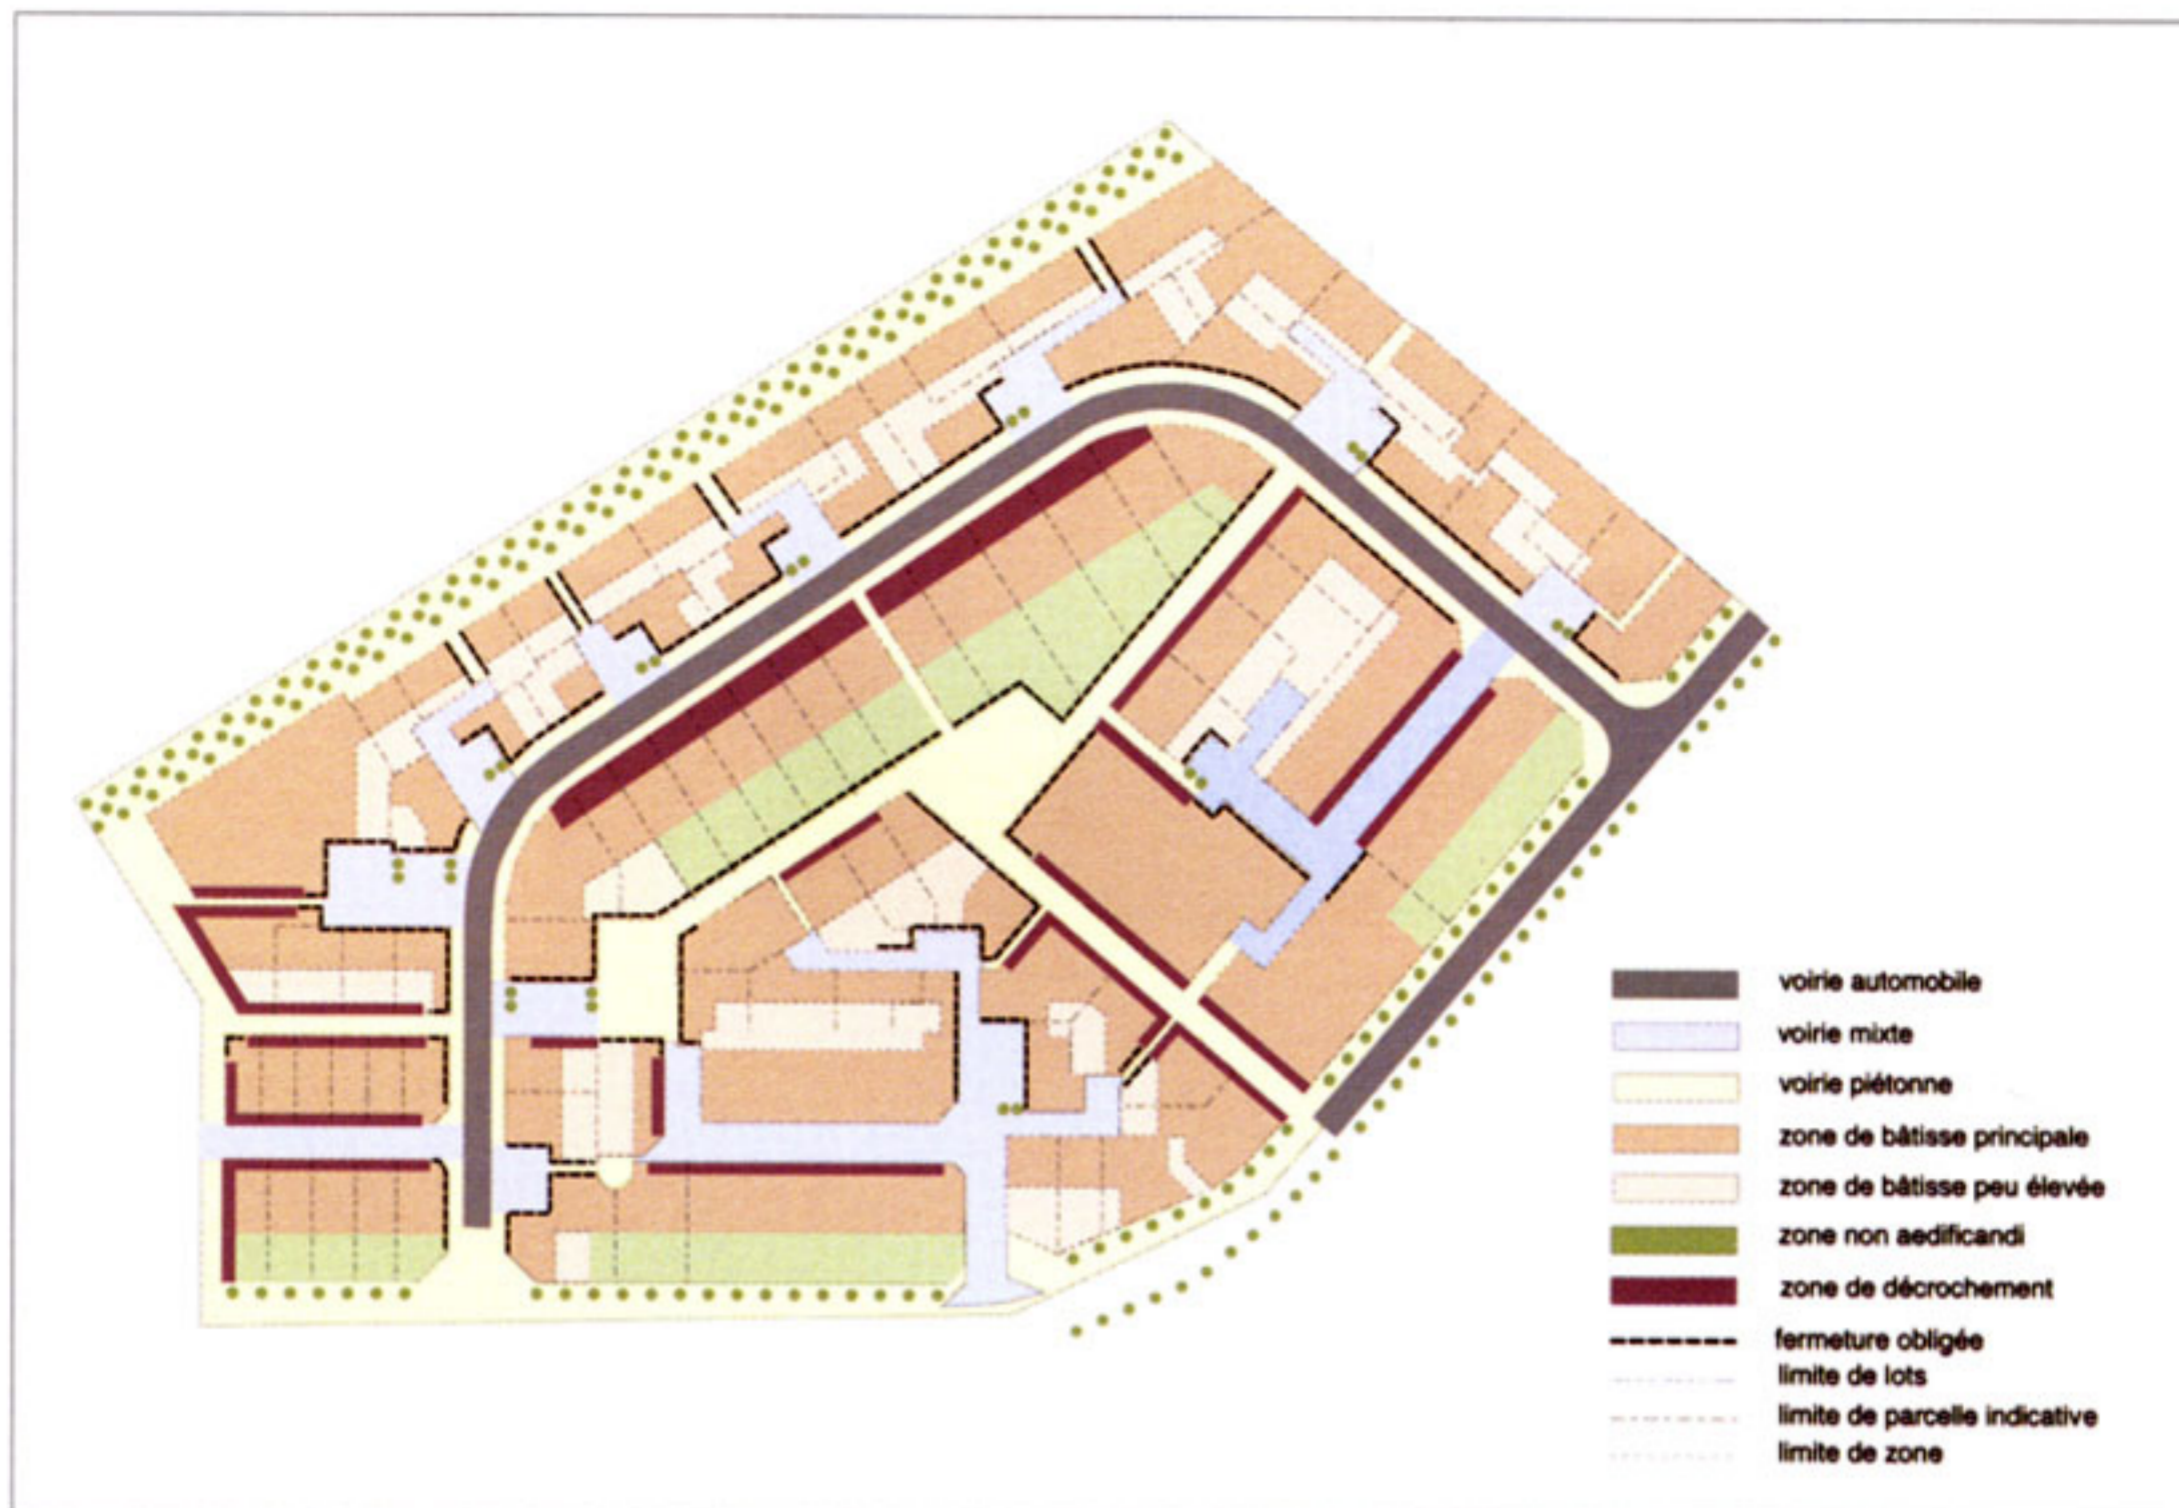 voirie automobile
voirie mixte
voirie piétonne
zone de bâtisse principale
zone de bâtisse peu élevée
zone non aedificandi
zone de décrochement
fermeture obligée
limite de lots
limite de parcelle indicative
limite de zone